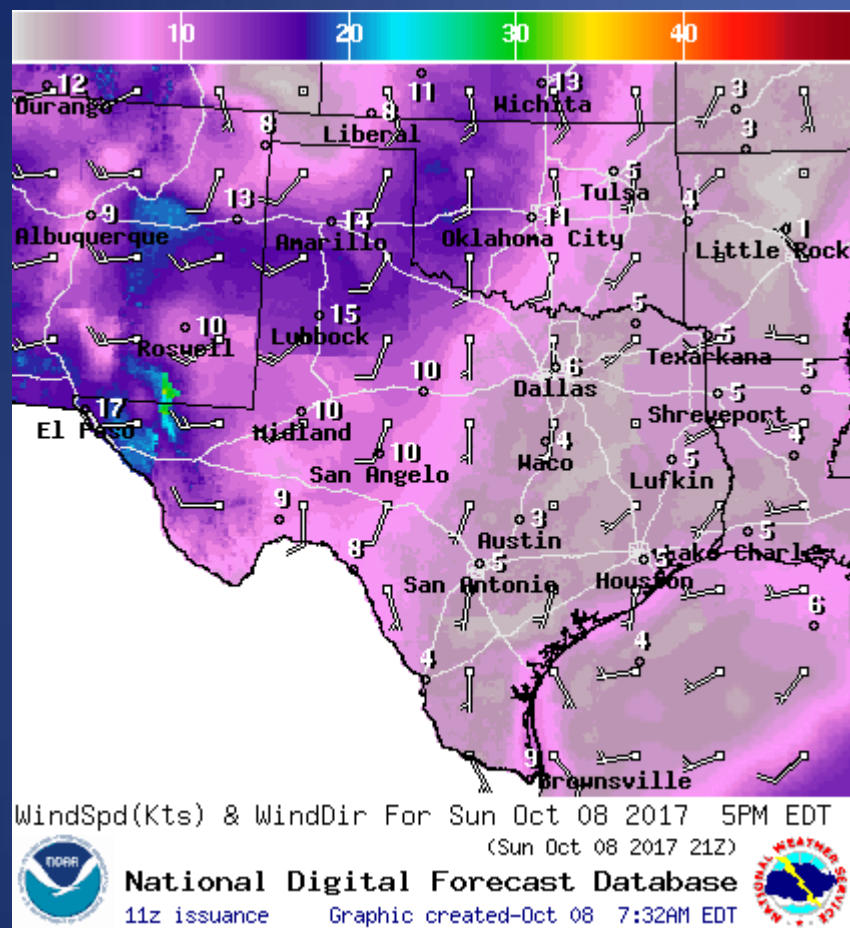 10 20 30 40
12 11 13 3
Durango Wichita
8 Liberal 8 3
5
Tulsa
9 13 14 11 4 1
Albuquerque Amarillo Oklahoma City Little Rock
10 15 5 5
Roswell Lubbock Texarkana
10 6 5 5
Dallas
17 10 Shreveport
El Paso Midland 4 4
10 Waco 5
San Angelo Lufkin
9 3 5
Austin Lake Charles
8 5 5
San Antonio Houston
6
4 4
9
Brownsville
WindSpd(Kts) & WindDir For Sun Oct 08 2017 5PM EDT
(Sun Oct 08 2017 21Z)
NOAA
National Digital Forecast Database
11z issuance Graphic created-Oct 08 7:32AM EDT
NATIONAL WEATHER SERVICE